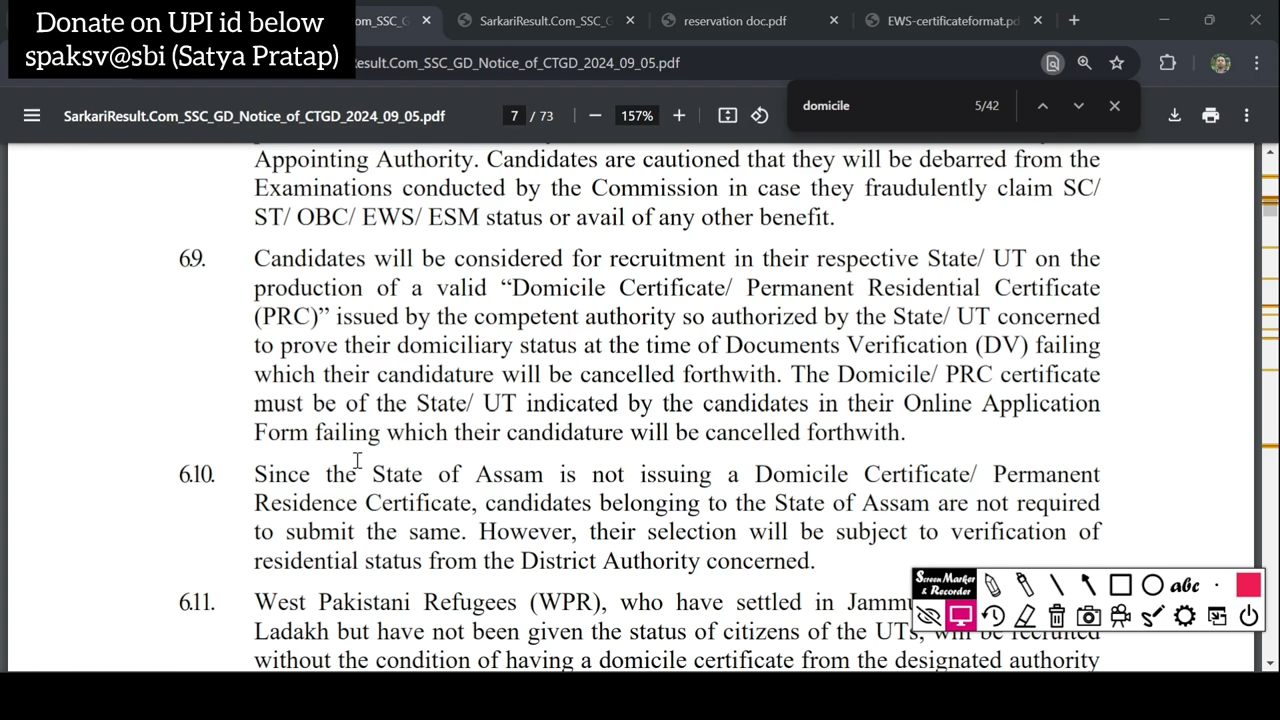 Donate on UPI id below
spaksv@sbi (Satya Pratap)
om_SSC_G
SarkariResult.Com_SSC_G
reservation doc.pdf
EWS-certificateformat.pd
Result.Com_SSC_GD_Notice_of_CTGD_2024_09_05.pdf
SarkariResult.Com_SSC_GD_Notice_of_CTGD_2024_09_05.pdf
7 / 73
157%
domicile
5/42
Appointing Authority. Candidates are cautioned that they will be debarred from the
Examinations conducted by the Commission in case they fraudulently claim SC/
ST/ OBC/ EWS/ ESM status or avail of any other benefit.
6.9. Candidates will be considered for recruitment in their respective State/ UT on the
production of a valid “Domicile Certificate/ Permanent Residential Certificate
(PRC)” issued by the competent authority so authorized by the State/ UT concerned
to prove their domiciliary status at the time of Documents Verification (DV) failing
which their candidature will be cancelled forthwith. The Domicile/ PRC certificate
must be of the State/ UT indicated by the candidates in their Online Application
Form failing which their candidature will be cancelled forthwith.
6.10. Since the State of Assam is not issuing a Domicile Certificate/ Permanent
Residence Certificate, candidates belonging to the State of Assam are not required
to submit the same. However, their selection will be subject to verification of
residential status from the District Authority concerned.
6.11. West Pakistani Refugees (WPR), who have settled in Jammu
Ladakh but have not been given the status of citizens of the UTs, will be recruited
without the condition of having a domicile certificate from the designated authority
Screen Marker
& Recorder
abc